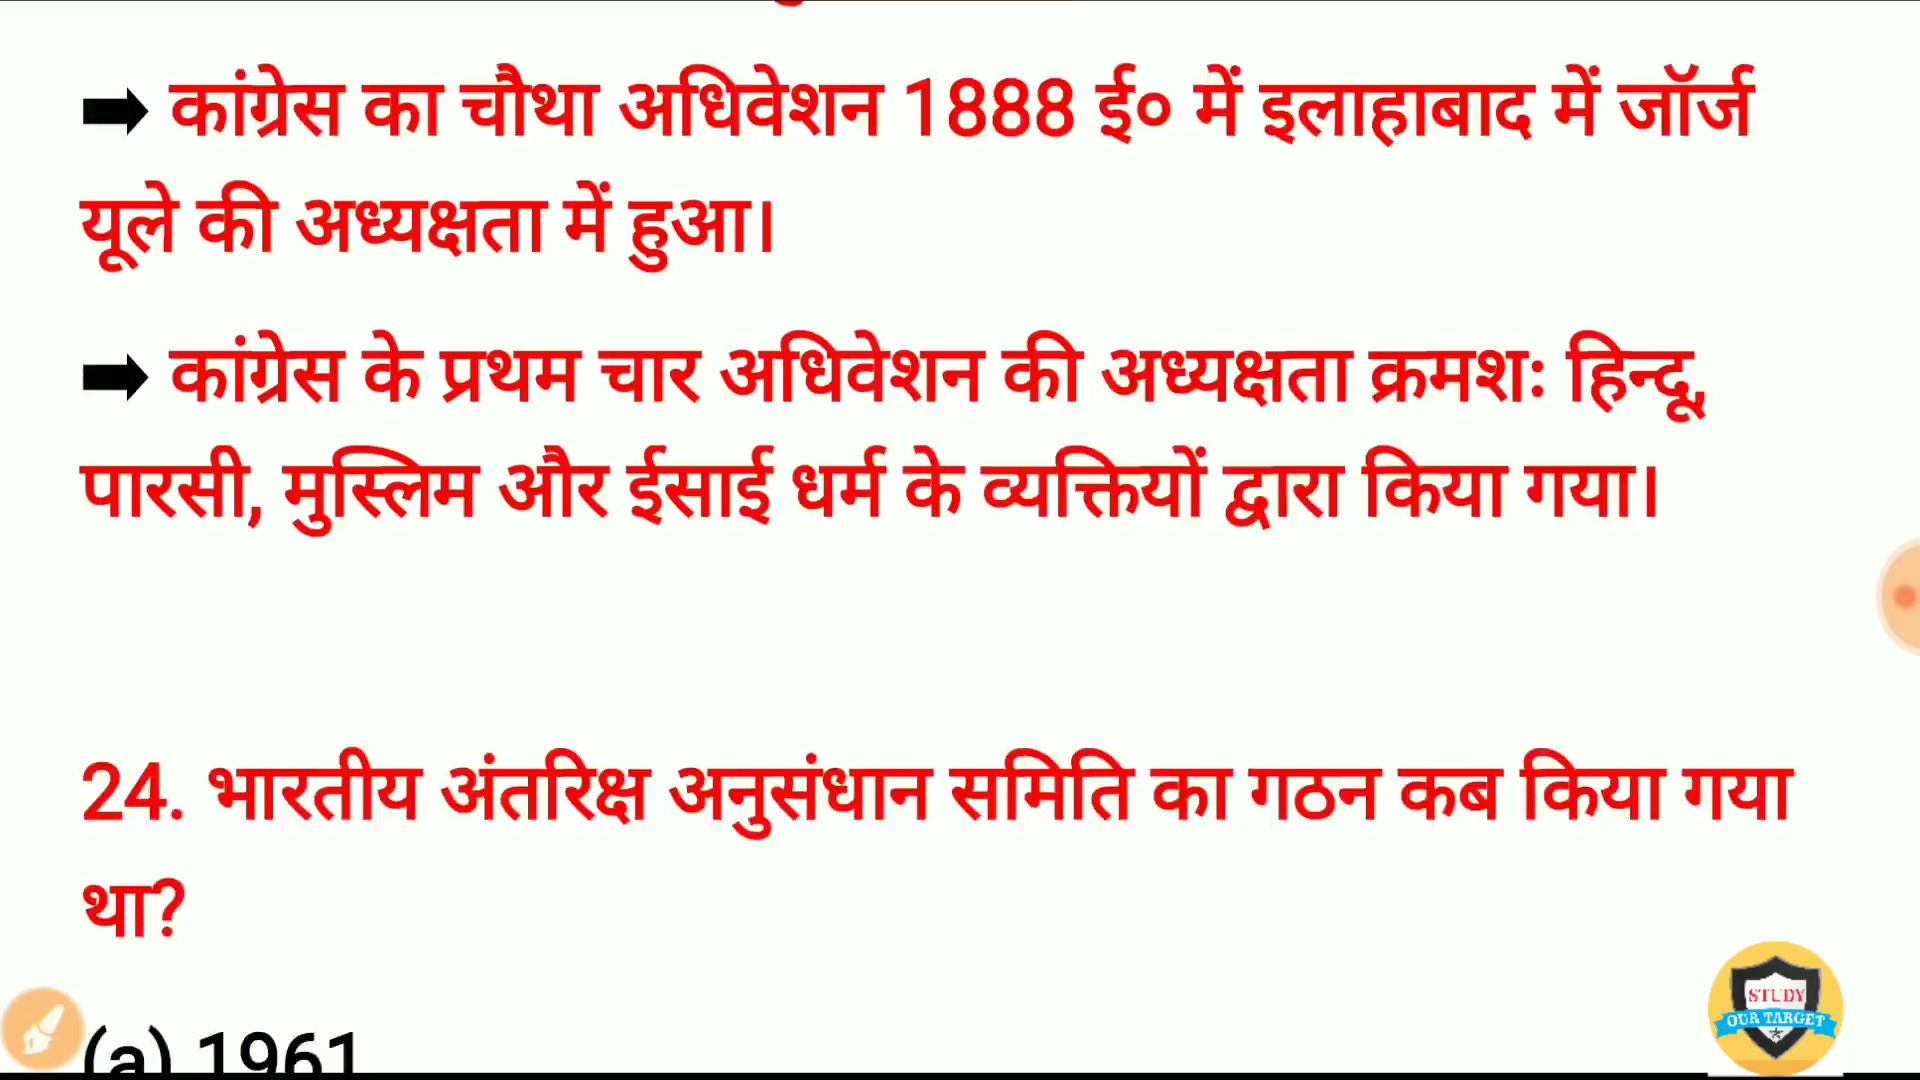 ➡ कांग्रेस का चौथा अधिवेशन 1888 ई० में इलाहाबाद में जॉर्ज
यूले की अध्यक्षता में हुआ।
➡ कांग्रेस के प्रथम चार अधिवेशन की अध्यक्षता क्रमशः हिन्दू,
पारसी, मुस्लिम और ईसाई धर्म के व्यक्तियों द्वारा किया गया।
24. भारतीय अंतरिक्ष अनुसंधान समिति का गठन कब किया गया
था?
(a) 1961
STUDY
OUR TARGET